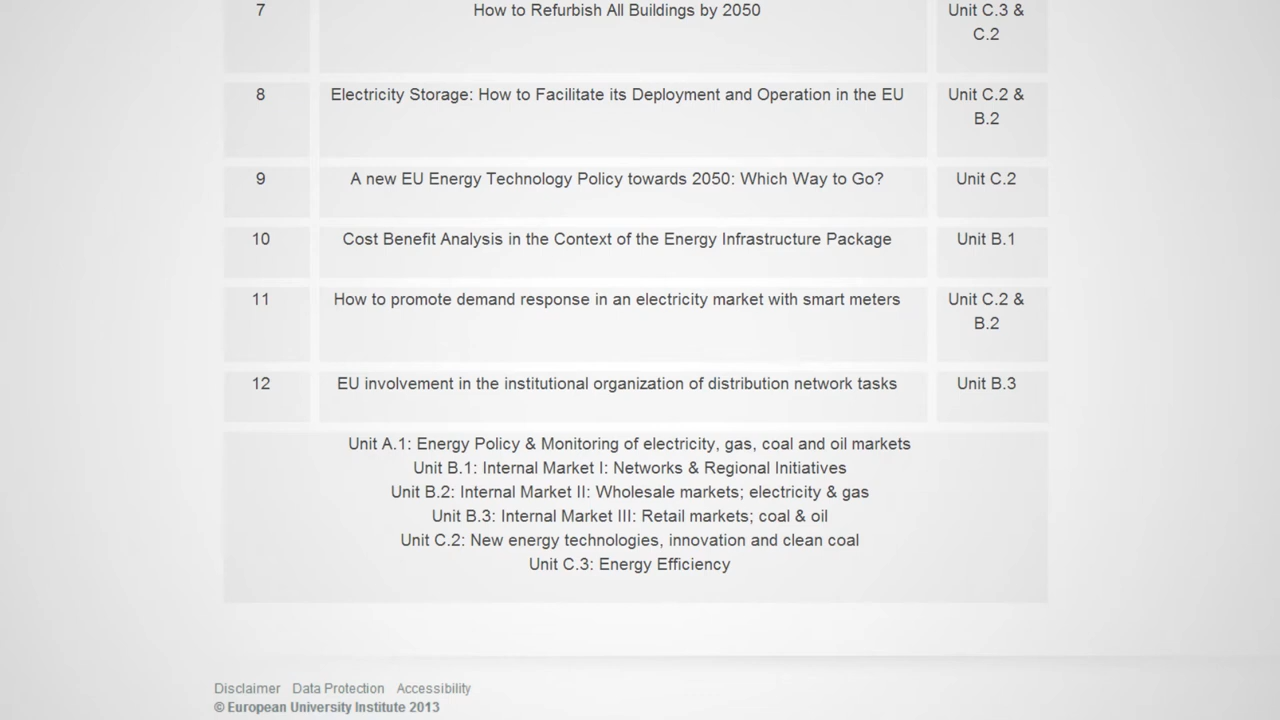 7 How to Refurbish All Buildings by 2050 Unit C.3 &
C.2
8 Electricity Storage: How to Facilitate its Deployment and Operation in the EU Unit C.2 &
B.2
9 A new EU Energy Technology Policy towards 2050: Which Way to Go? Unit C.2
10 Cost Benefit Analysis in the Context of the Energy Infrastructure Package Unit B.1
11 How to promote demand response in an electricity market with smart meters Unit C.2 &
B.2
12 EU involvement in the institutional organization of distribution network tasks Unit B.3
Unit A.1: Energy Policy & Monitoring of electricity, gas, coal and oil markets
Unit B.1: Internal Market I: Networks & Regional Initiatives
Unit B.2: Internal Market II: Wholesale markets; electricity & gas
Unit B.3: Internal Market III: Retail markets; coal & oil
Unit C.2: New energy technologies, innovation and clean coal
Unit C.3: Energy Efficiency
Disclaimer Data Protection Accessibility
© European University Institute 2013